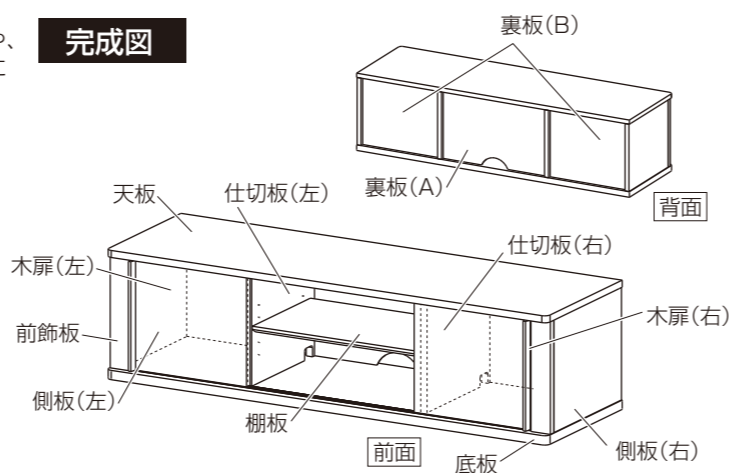 完成図
裏板(B)
裏板(A)
背面
天板
仕切板(左)
仕切板(右)
木扉(左)
木扉(右)
前飾板
側板(左)
棚板
前面
底板
側板(右)